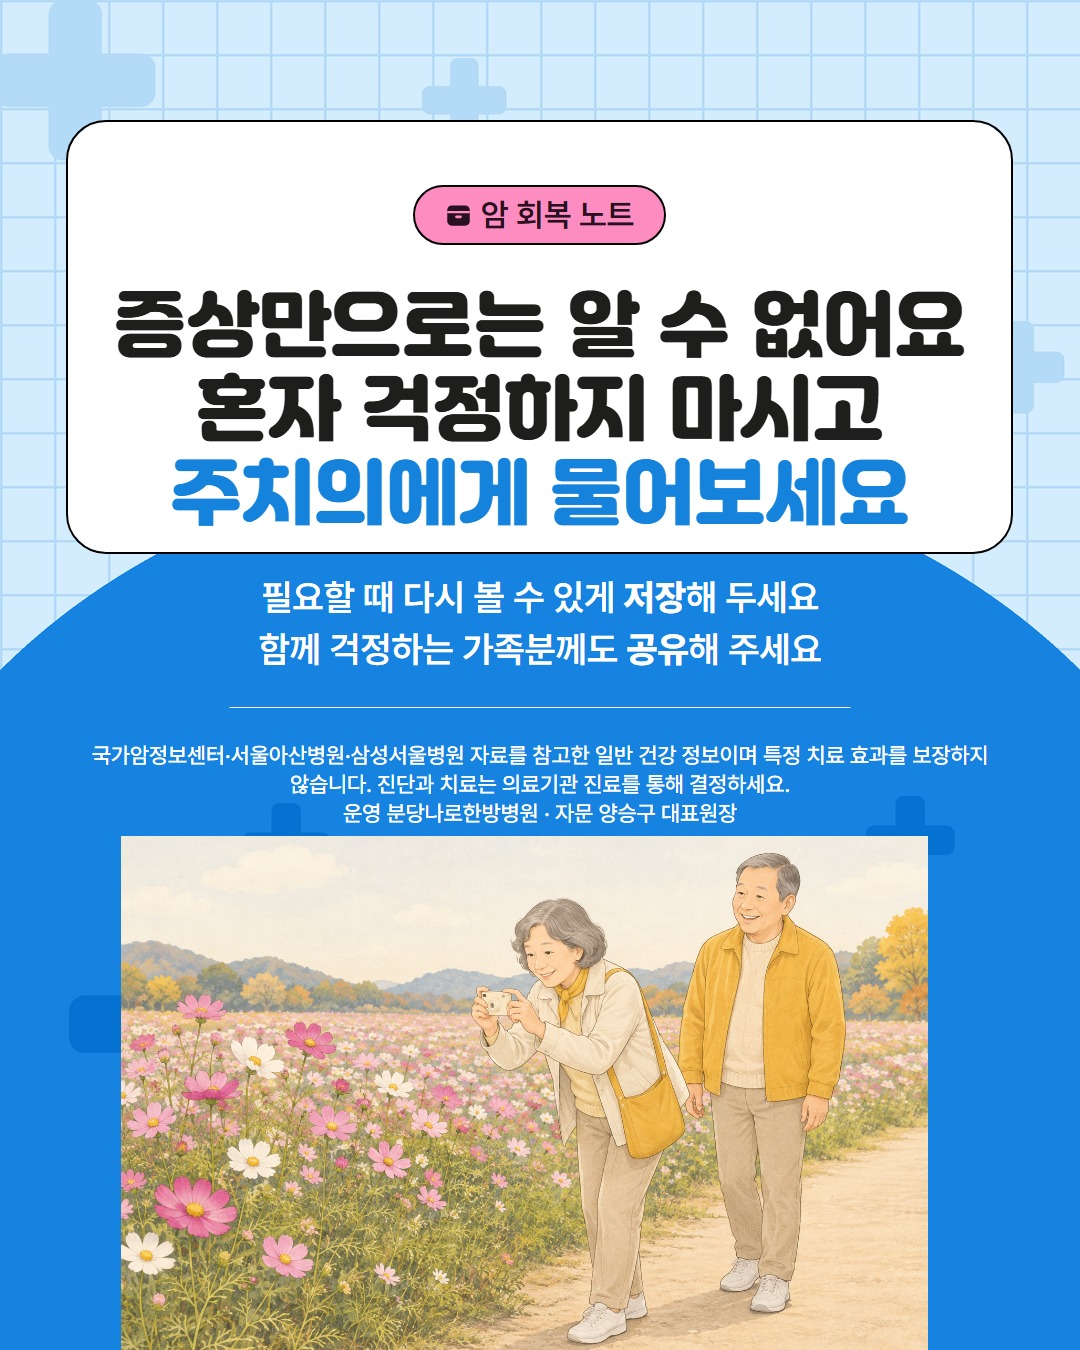 암 회복 노트
증상만으로는 알 수 없어요
혼자 걱정하지 마시고
주치의에게 물어보세요
필요할 때 다시 볼 수 있게 저장해 두세요
함께 걱정하는 가족분께도 공유해 주세요
국가암정보센터·서울아산병원·삼성서울병원 자료를 참고한 일반 건강 정보이며 특정 치료 효과를 보장하지
않습니다. 진단과 치료는 의료기관 진료를 통해 결정하세요.
운영 분당나로한방병원 · 자문 양승구 대표원장